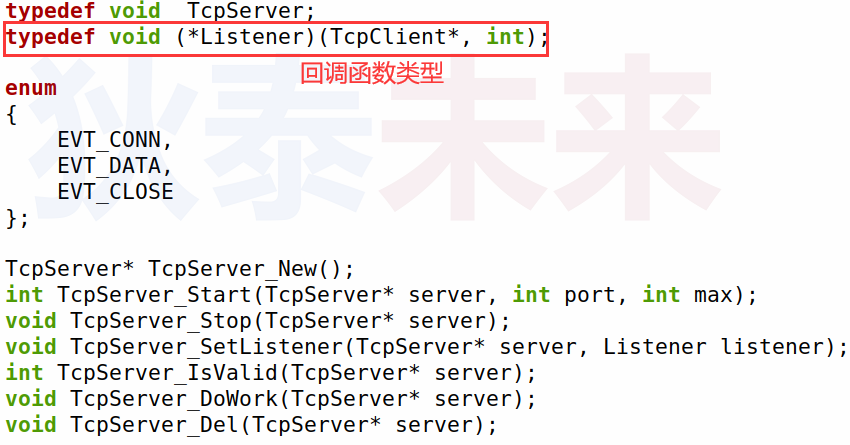 typedef void  TcpServer;
typedef void (*Listener)(TcpClient*, int);
回调函数类型
enum
{
    EVT_CONN,
    EVT_DATA,
    EVT_CLOSE
};
狄泰未来
TcpServer* TcpServer_New();
int TcpServer_Start(TcpServer* server, int port, int max);
void TcpServer_Stop(TcpServer* server);
void TcpServer_SetListener(TcpServer* server, Listener listener);
int TcpServer_IsValid(TcpServer* server);
void TcpServer_DoWork(TcpServer* server);
void TcpServer_Del(TcpServer* server);